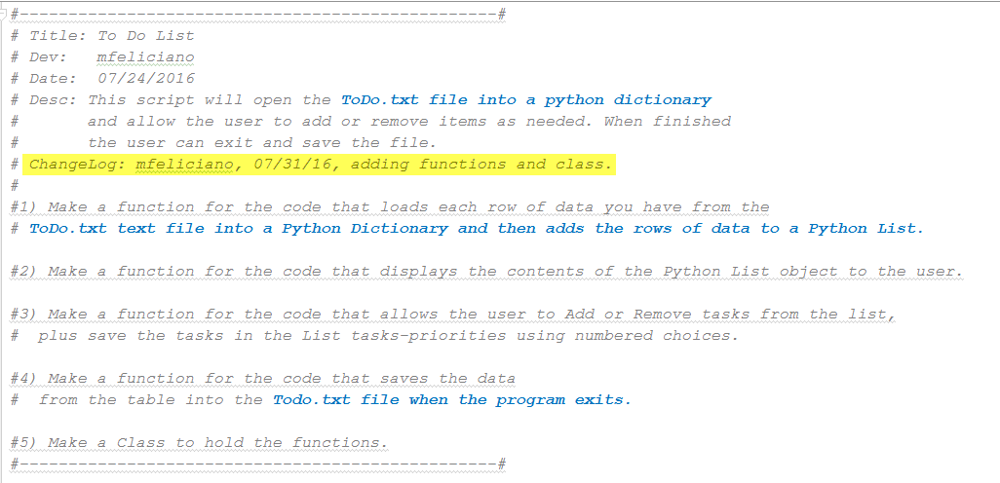 #-------------------------------------------------#
# Title: To Do List
# Dev:   mfeliciano
# Date:  07/24/2016
# Desc: This script will open the ToDo.txt file into a python dictionary
#       and allow the user to add or remove items as needed. When finished
#       the user can exit and save the file.
# ChangeLog: mfeliciano, 07/31/16, adding functions and class.
#
#1) Make a function for the code that loads each row of data you have from the
# ToDo.txt text file into a Python Dictionary and then adds the rows of data to a Python List.
#2) Make a function for the code that displays the contents of the Python List object to the user.
#3) Make a function for the code that allows the user to Add or Remove tasks from the list,
#  plus save the tasks in the List tasks-priorities using numbered choices.
#4) Make a function for the code that saves the data
#  from the table into the Todo.txt file when the program exits.
#5) Make a Class to hold the functions.
#-------------------------------------------------#